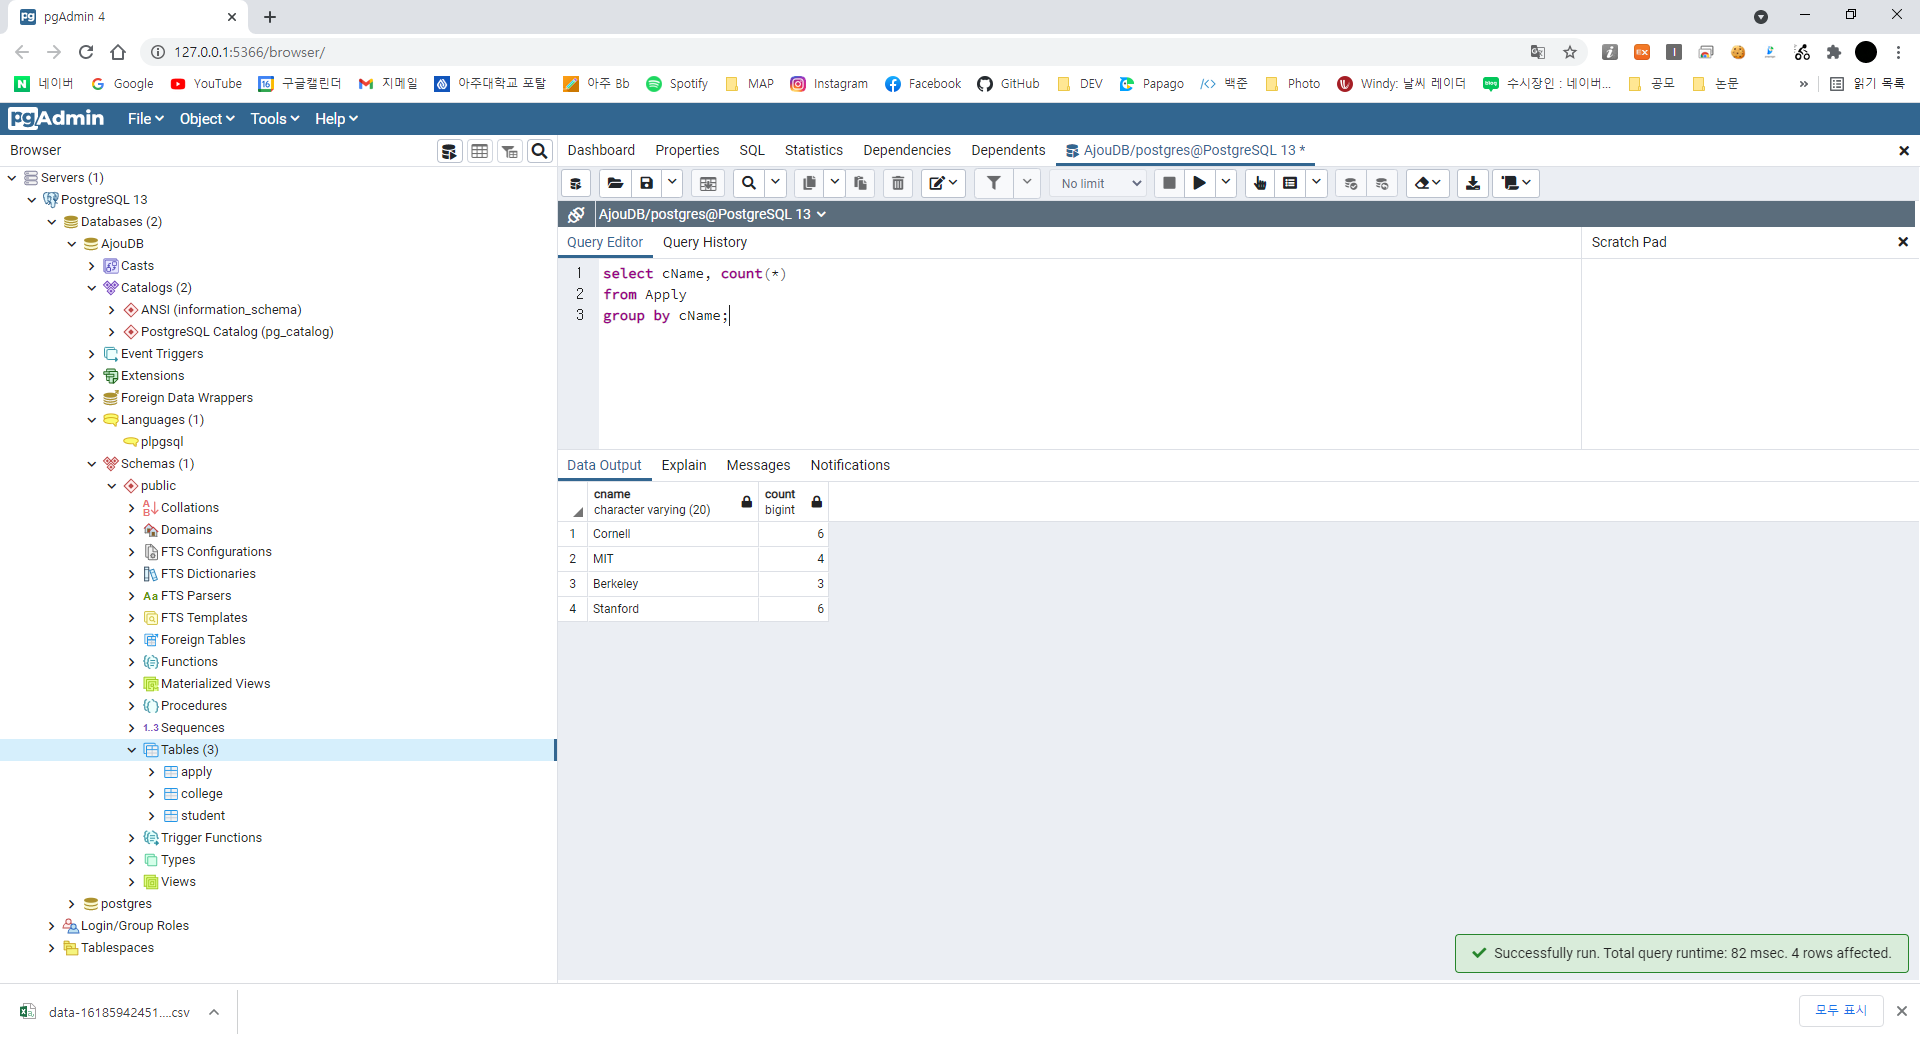 pgAdmin 4
127.0.0.1:5366/browser/
네이버 Google YouTube 구글캘린더 지메일 아주대학교 포탈 아주 Bb Spotify MAP Instagram Facebook GitHub DEV Papago 백준 Photo Windy: 날씨 레이더 수시장인 : 네이버... 공모 논문 » 읽기 목록
pgAdmin File Object Tools Help
Browser
Dashboard Properties SQL Statistics Dependencies Dependents AjouDB/postgres@PostgreSQL 13 *
No limit
AjouDB/postgres@PostgreSQL 13
Query Editor Query History
Scratch Pad
1 select cName, count(*)
2 from Apply
3 group by cName;
Data Output Explain Messages Notifications
cname
character varying (20)
count
bigint
1 Cornell 6
2 MIT 4
3 Berkeley 3
4 Stanford 6
Servers (1)
PostgreSQL 13
Databases (2)
AjouDB
Casts
Catalogs (2)
ANSI (information_schema)
PostgreSQL Catalog (pg_catalog)
Event Triggers
Extensions
Foreign Data Wrappers
Languages (1)
plpgsql
Schemas (1)
public
Collations
Domains
FTS Configurations
FTS Dictionaries
Aa FTS Parsers
FTS Templates
Foreign Tables
Functions
Materialized Views
Procedures
1..3 Sequences
Tables (3)
apply
college
student
Trigger Functions
Types
Views
postgres
Login/Group Roles
Tablespaces
Successfully run. Total query runtime: 82 msec. 4 rows affected.
data-16185942451....csv
모두 표시